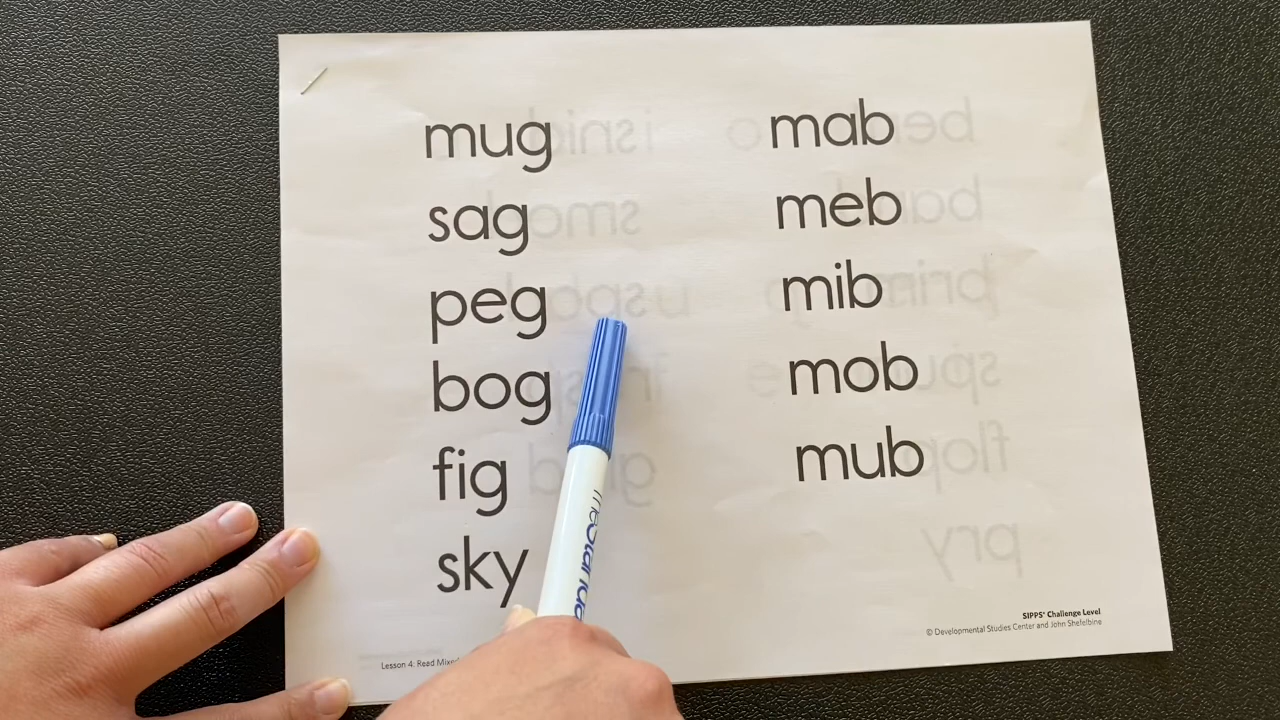 mug
sag
peg
bog
fig
sky
mab
meb
mib
mob
mub
SIPPS® Challenge Level
© Developmental Studies Center and John Shefelbine
Lesson 4: Read Mixed